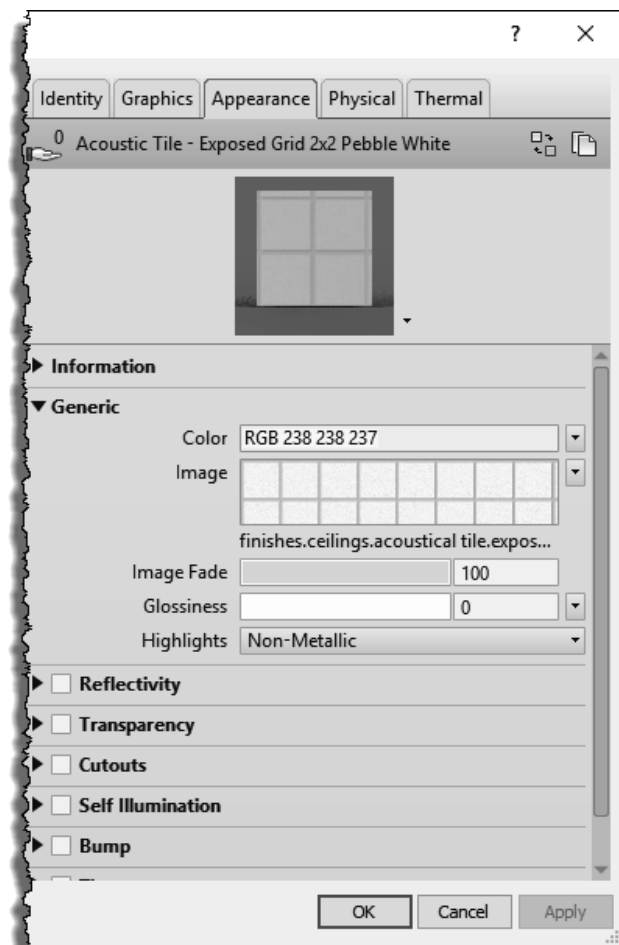 ?
Identity Graphics Appearance Physical Thermal
0 Acoustic Tile - Exposed Grid 2x2 Pebble White
Information
Generic
Color RGB 238 238 237
Image
finishes.ceilings.acoustical tile.expos...
Image Fade 100
Glossiness 0
Highlights Non-Metallic
Reflectivity
Transparency
Cutouts
Self Illumination
Bump
OK Cancel Apply